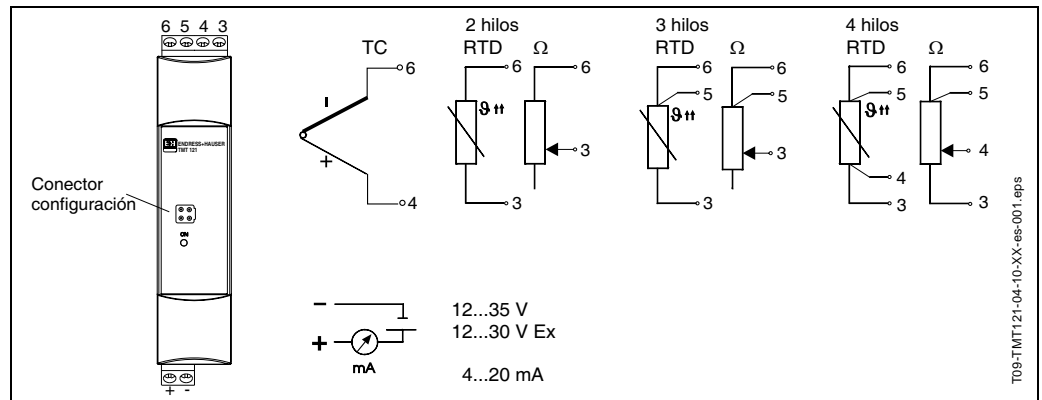 6 5 4 3
E+H ENDRESS+HAUSER
TMT 121
Conector
configuración
ON
+ -
TC
6
-
+
4
2 hilos
RTD Ω
6 6
ϑ
3
3
3 hilos
RTD Ω
6 6
5 5
ϑ
3
3
4 hilos
RTD Ω
6 6
5 5
ϑ
4
4
3 3
-
+
mA
12...35 V
12...30 V Ex
4...20 mA
T09-TMT121-04-10-XX-es-001.eps